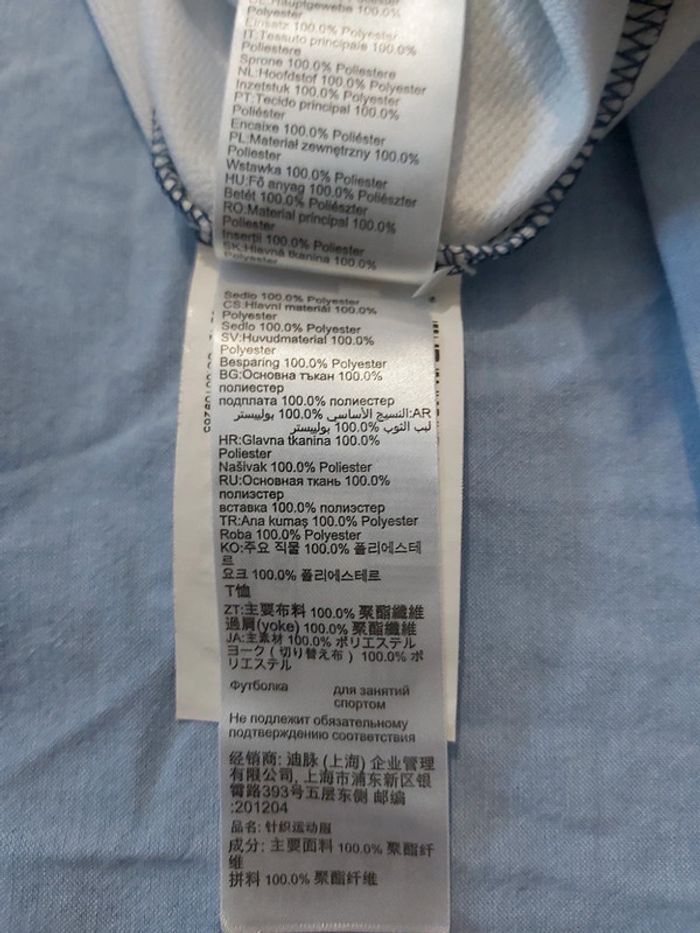 DE:Hauptgewebe 100.0%
Polyester
Einsatz 100.0% Polyester
IT:Tessuto principale 100.0%
Poliestere
Sprone 100.0% Poliestere
NL:Hoofdstof 100.0% Polyester
Inzetstuk 100.0% Polyester
PT:Tecido principal 100.0%
Poliéster
Encaixe 100.0% Poliéster
PL:Materiał zewnętrzny 100.0%
Poliester
Wstawka 100.0% Poliester
HU:Fő anyag 100.0% Poliészter
Betét 100.0% Poliészter
RO:Material principal 100.0%
Poliester
Inserţii 100.0% Poliester
SK:Hlavná tkanina 100.0%
Polyester
Sedlo 100.0% Polyester
CS:Hlavní materiál 100.0%
Polyester
Sedlo 100.0% Polyester
SV:Huvudmaterial 100.0%
Polyester
Besparing 100.0% Polyester
BG:Основна тъкан 100.0%
полиестер
подплата 100.0% полиестер
AR:النسيج الأساسي 100.0% بولييستر
لبب الثوب 100.0% بولييستر
HR:Glavna tkanina 100.0%
Poliester
Našivak 100.0% Poliester
RU:Основная ткань 100.0%
полиэстер
вставка 100.0% полиэстер
TR:Ana kumaş 100.0% Polyester
Roba 100.0% Polyester
KO:주요 직물 100.0% 폴리에스테
르
요크 100.0% 폴리에스테르
T恤
ZT:主要布料 100.0% 聚酯纖維
過肩(yoke) 100.0% 聚酯纖維
JA:主素材 100.0% ポリエステル
ヨーク ( 切り替え布 ) 100.0% ポ
リエステル
Футболка для занятий
спортом
Не подлежит обязательному
подтверждению соответствия
经销商: 迪脉 (上海) 企业管理
有限公司, 上海市浦东新区银
霄路393号五层东侧 邮编
:201204
品名: 针织运动服
成分: 主要面料 100.0% 聚酯纤
维
拼料 100.0% 聚酯纤维